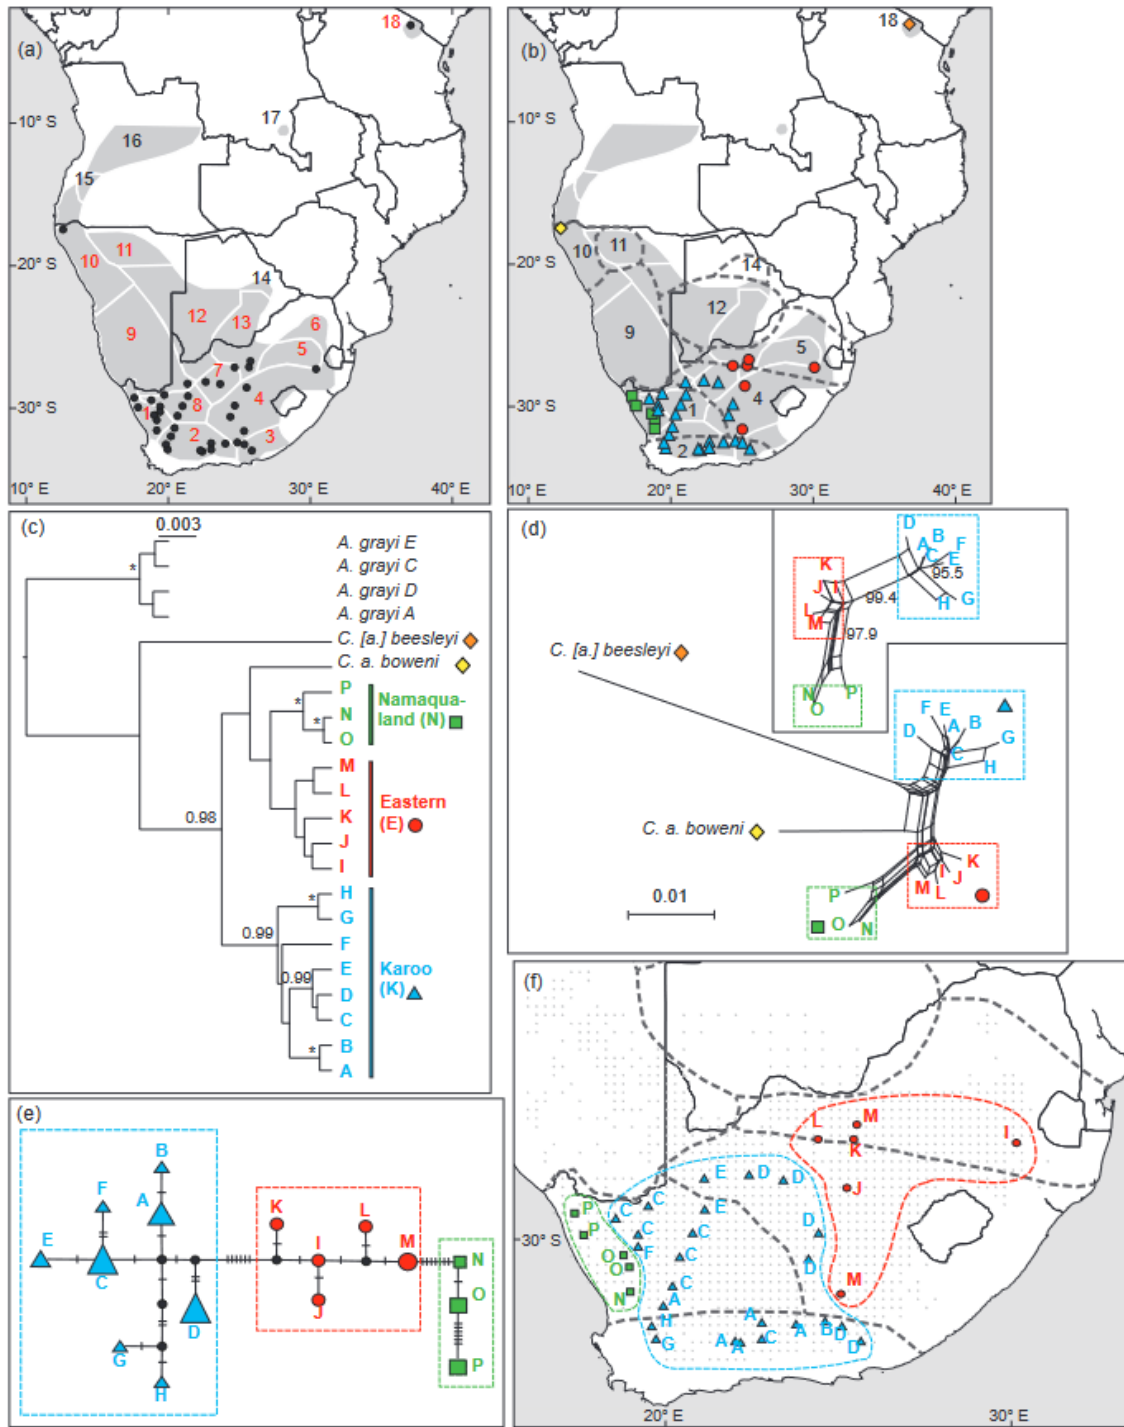 (a)
18
17
16
15
10° S
20° S
30° S
11
10
14
12
13
9
6
5
7
4
8
1
2
3
10° E
20° E
30° E
40° E
(b)
18
10° S
20° S
30° S
11
10
14
12
9
5
4
1
2
10° E
20° E
30° E
40° E
(c)
0.003
*
A. grayi E
A. grayi C
A. grayi D
A. grayi A
C. [a.] beesleyi
C. a. boweni
P
N
O
*
*
Namaqua-
land (N)
M
L
K
J
I
Eastern
(E)
0.98
H
G
F
E
D
C
B
A
*
0.99
0.99
*
Karoo
(K)
(d)
D
B
A
C
F
E
95.5
H
G
K
J
I
L
M
99.4
97.9
N
O
P
C. [a.] beesleyi
F
E
A
B
D
C
G
H
C. a. boweni
K
I
J
M
L
P
O
N
0.01
(e)
B
A
F
E
C
D
G
H
K
L
I
M
J
N
O
P
(f)
L
M
K
I
J
M
E
D
D
C
C
E
P
P
C
C
D
F
O
O
C
D
N
C
A
H
G
A
A
A
C
A
B
D
D
30° S
20° E
30° E